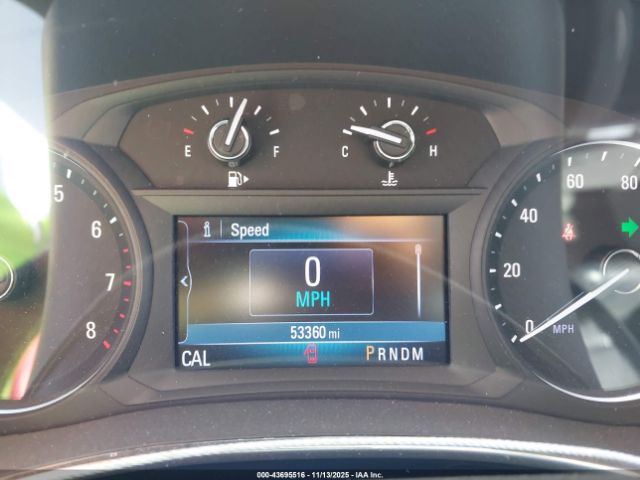 E F
C H
5
6
7
8
i Speed
0
MPH
53360 mi
CAL
PRNDM
0
20
40
60
80
MPH
000-43695516 - 11/13/2025 - IAA Inc.